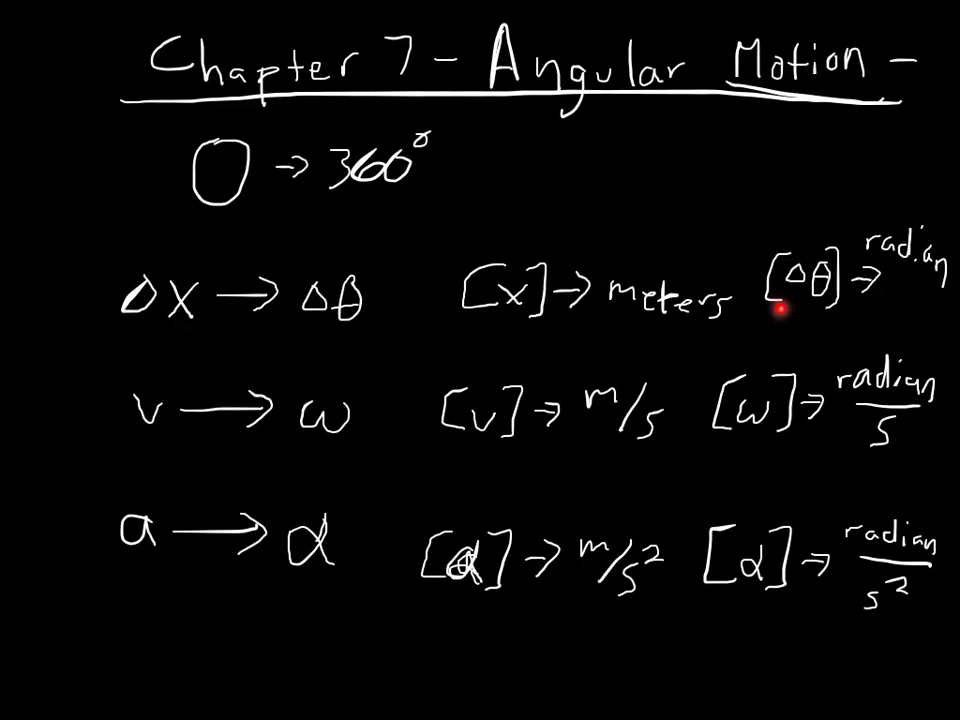 Chapter 7 - Angular Motion -
O → 360°
Δx → Δθ [x] → meters [Δθ] → radian
v → ω [v] → m/s [ω] → radian/s
a → α [a] → m/s² [α] → radian/s²